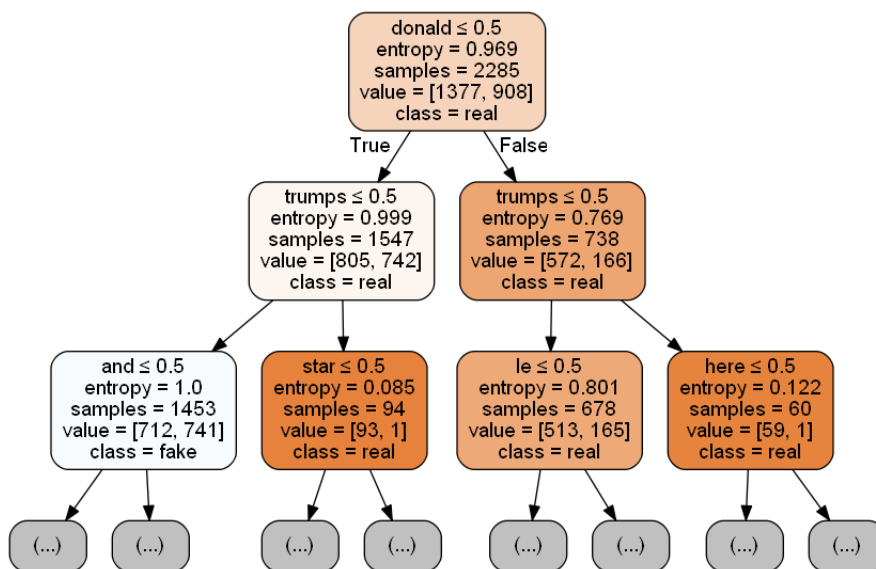 donald ≤ 0.5
entropy = 0.969
samples = 2285
value = [1377, 908]
class = real
True
False
trumps ≤ 0.5
entropy = 0.999
samples = 1547
value = [805, 742]
class = real
trumps ≤ 0.5
entropy = 0.769
samples = 738
value = [572, 166]
class = real
and ≤ 0.5
entropy = 1.0
samples = 1453
value = [712, 741]
class = fake
star ≤ 0.5
entropy = 0.085
samples = 94
value = [93, 1]
class = real
le ≤ 0.5
entropy = 0.801
samples = 678
value = [513, 165]
class = real
here ≤ 0.5
entropy = 0.122
samples = 60
value = [59, 1]
class = real
(...)
(...)
(...)
(...)
(...)
(...)
(...)
(...)